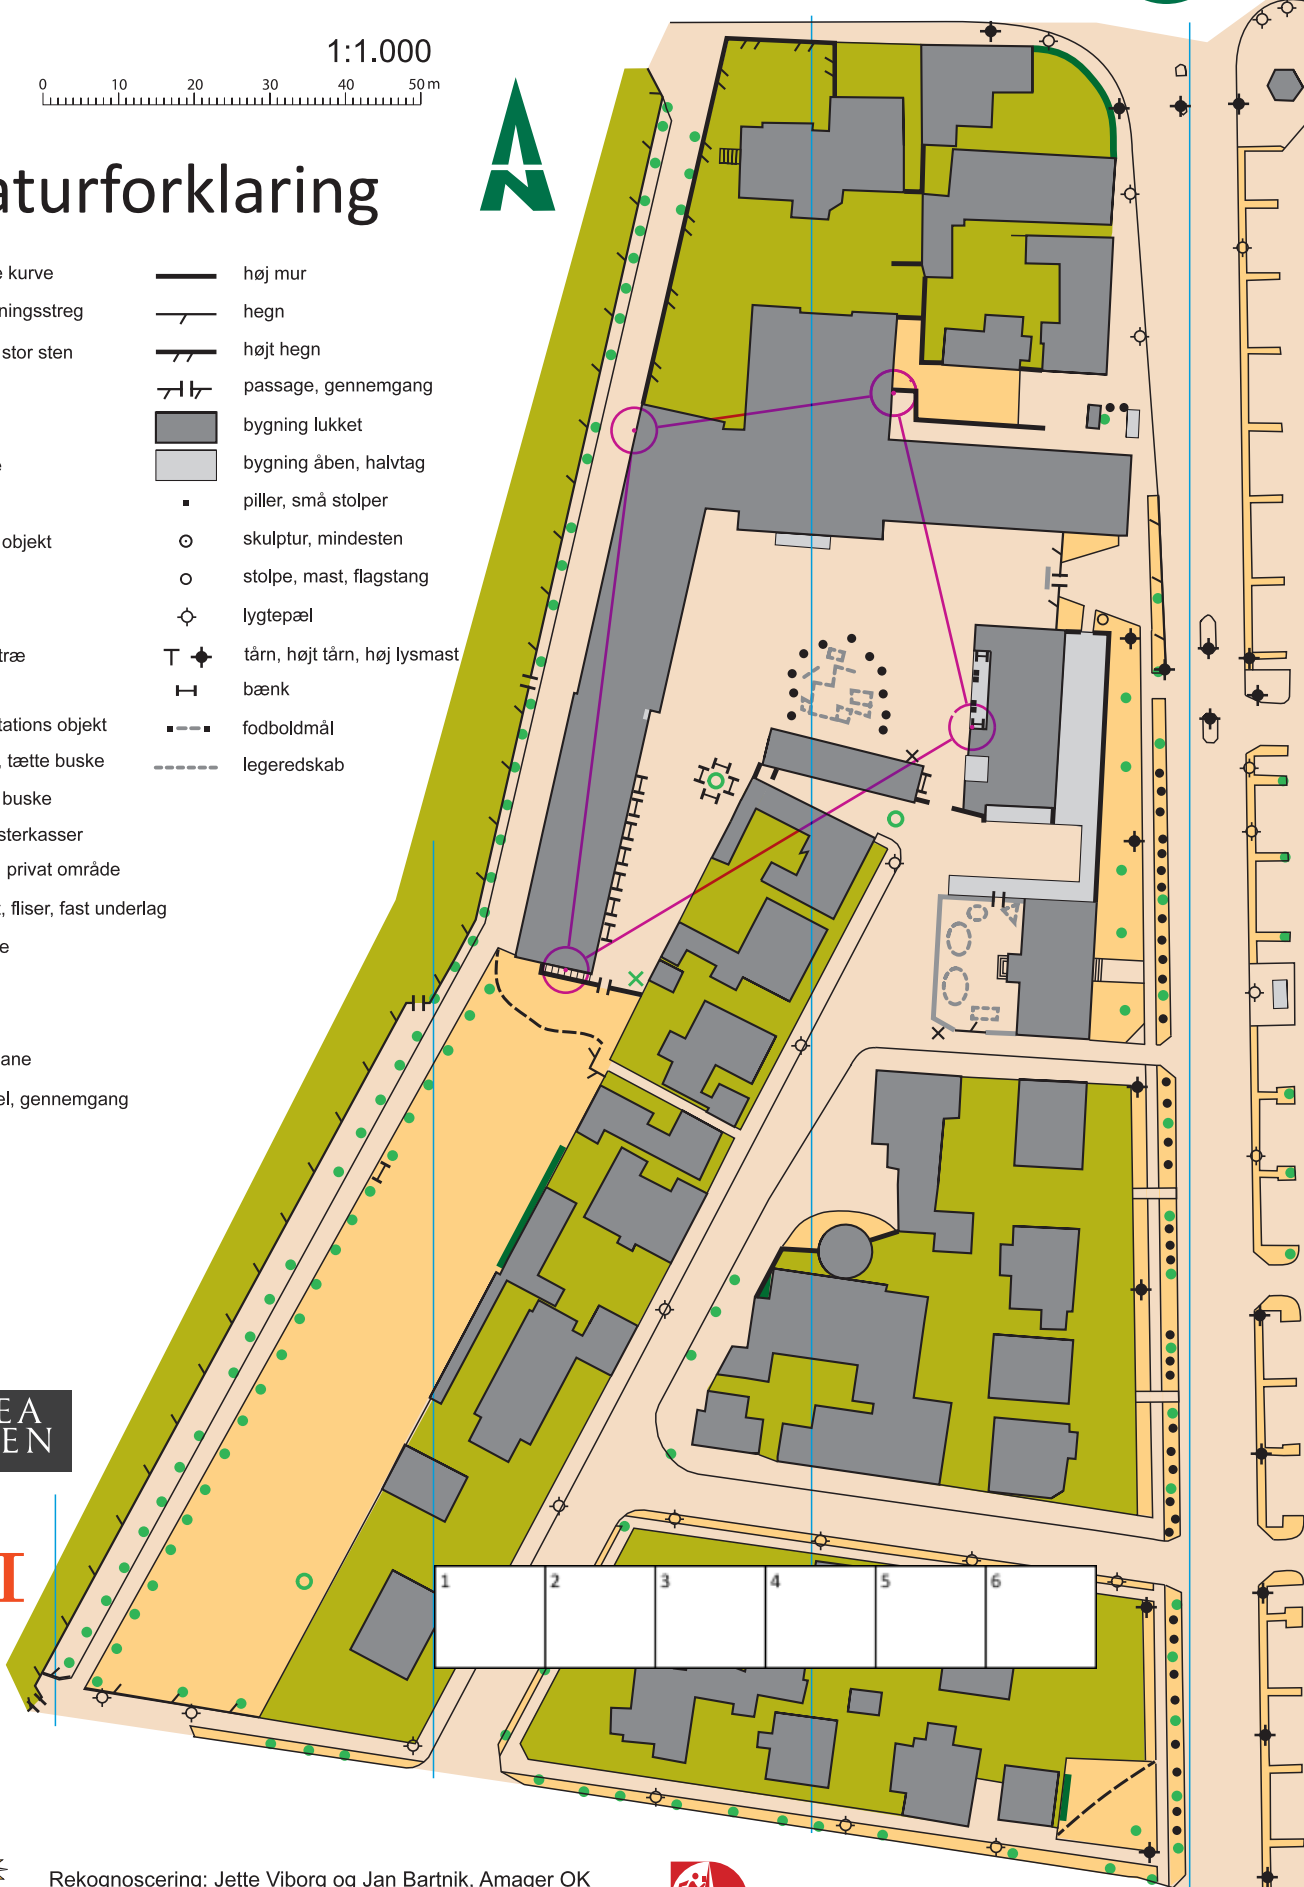 1:1.000
0 10 20 30 40 50 m
aturforklaring
e kurve
ningsstreg
stor sten
objekt
træ
tations objekt
, tætte buske
buske
sterkasser
privat område
, fliser, fast underlag
e
ane
el, gennemgang
høj mur
hegn
højt hegn
passage, gennemgang
bygning lukket
bygning åben, halvtag
piller, små stolper
skulptur, mindesten
stolpe, mast, flagstang
lygtepæl
tårn, højt tårn, høj lysmast
bænk
fodboldmål
legeredskab
EA
EN
I
1 2 3 4 5 6
Rekognoscering: Jette Viborg og Jan Bartnik, Amager OK